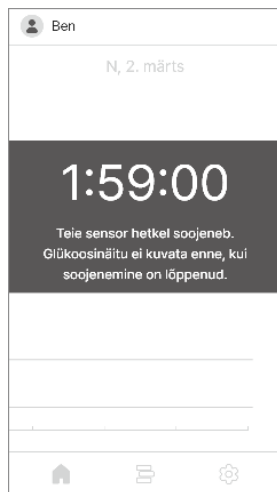 Ben
N, 2. märts
1:59:00
Teie sensor hetkel soojeneb.
Glükoosinäitu ei kuvata enne, kui
soojenemine on lõppenud.